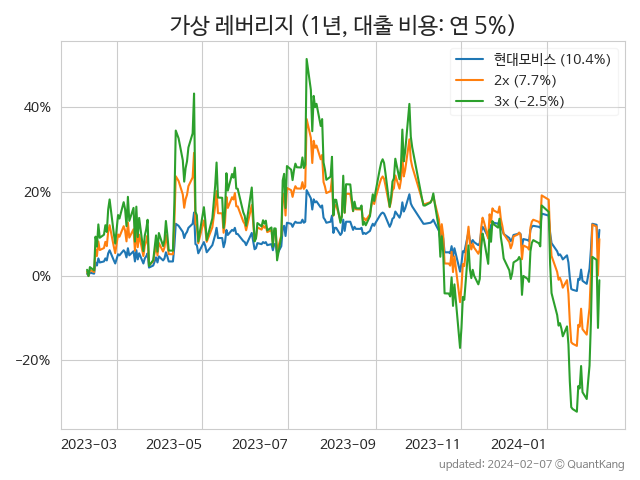 가상 레버리지 (1년, 대출 비용: 연 5%)
현대모비스 (10.4%)
2x (7.7%)
3x (−2.5%)
40%
20%
0%
−20%
2023-03 2023-05 2023-07 2023-09 2023-11 2024-01
updated: 2024-02-07 © QuantKang